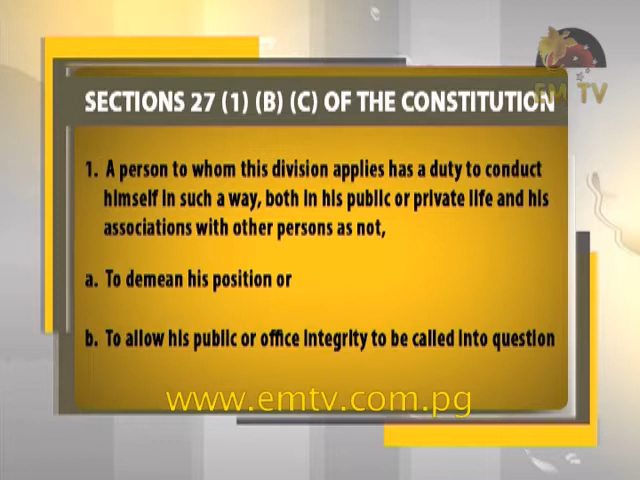 EM TV
SECTIONS 27 (1) (B) (C) OF THE CONSTITUTION
1. A person to whom this division applies has a duty to conduct
himself in such a way, both in his public or private life and his
associations with other persons as not,
a. To demean his position or
b. To allow his public or office integrity to be called into question
www.emtv.com.pg